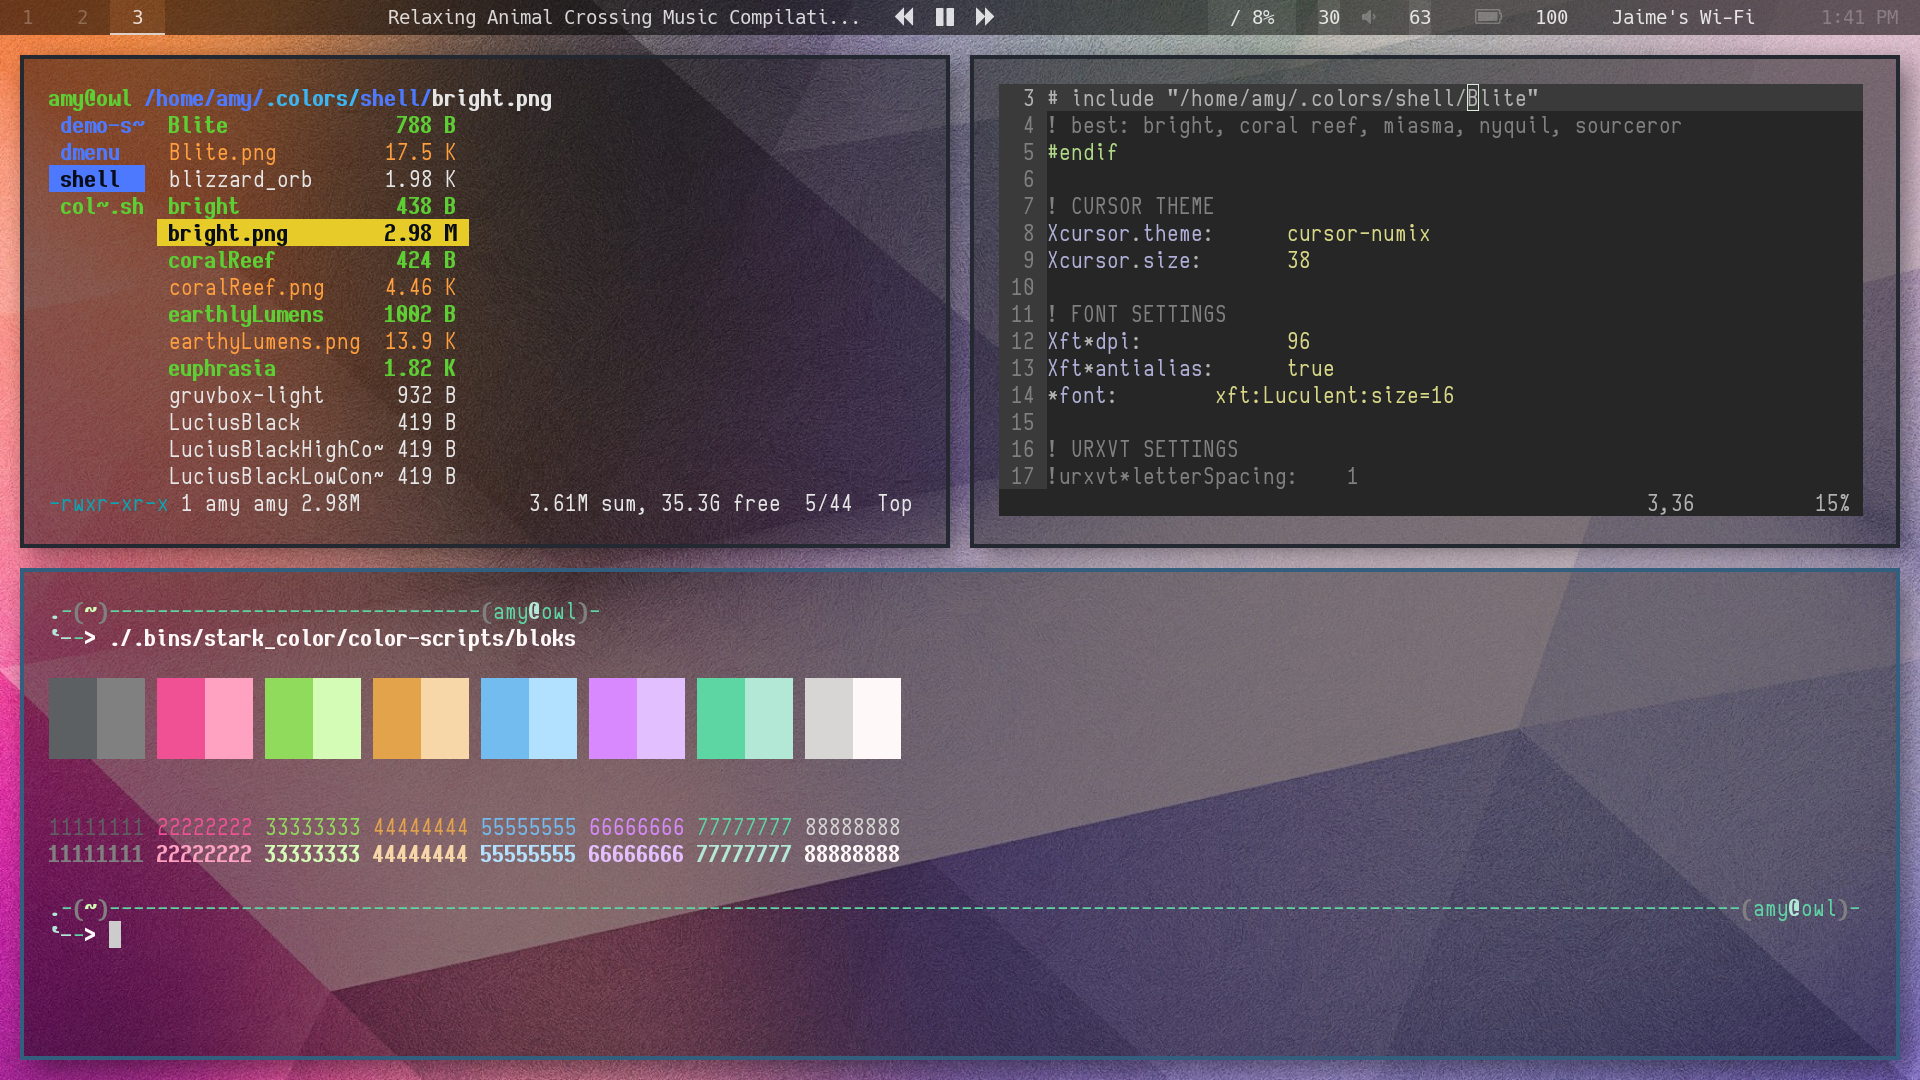 1 2 3 Relaxing Animal Crossing Music Compilati... / 8% 30 63 100 Jaime's Wi-Fi 1:41 PM
amy@owl /home/amy/.colors/shell/bright.png
demo-s~ Blite 788 B
dmenu Blite.png 17.5 K
shell blizzard_orb 1.98 K
col~.sh bright 438 B
bright.png 2.98 M
coralReef 424 B
coralReef.png 4.46 K
earthlyLumens 1002 B
earthyLumens.png 13.9 K
euphrasia 1.82 K
gruvbox-light 932 B
LuciusBlack 419 B
LuciusBlackHighCo~ 419 B
LuciusBlackLowCon~ 419 B
-rwxr-xr-x 1 amy amy 2.98M 3.61M sum, 35.3G free 5/44 Top
3 # include "/home/amy/.colors/shell/Blite"
4 ! best: bright, coral reef, miasma, nyquil, sourceror
5 #endif
6
7 ! CURSOR THEME
8 Xcursor.theme: cursor-numix
9 Xcursor.size: 38
10
11 ! FONT SETTINGS
12 Xft*dpi: 96
13 Xft*antialias: true
14 *font: xft:Luculent:size=16
15
16 ! URXVT SETTINGS
17 !urxvt*letterSpacing: 1
3,36 15%
.-(~)-------------------------------(amy@owl)-
`--> ./.bins/stark_color/color-scripts/bloks
11111111 22222222 33333333 44444444 55555555 66666666 77777777 88888888
11111111 22222222 33333333 44444444 55555555 66666666 77777777 88888888
.-(~)----------------------------------------------------------------------------------------------------------------------------------------(amy@owl)-
`-->